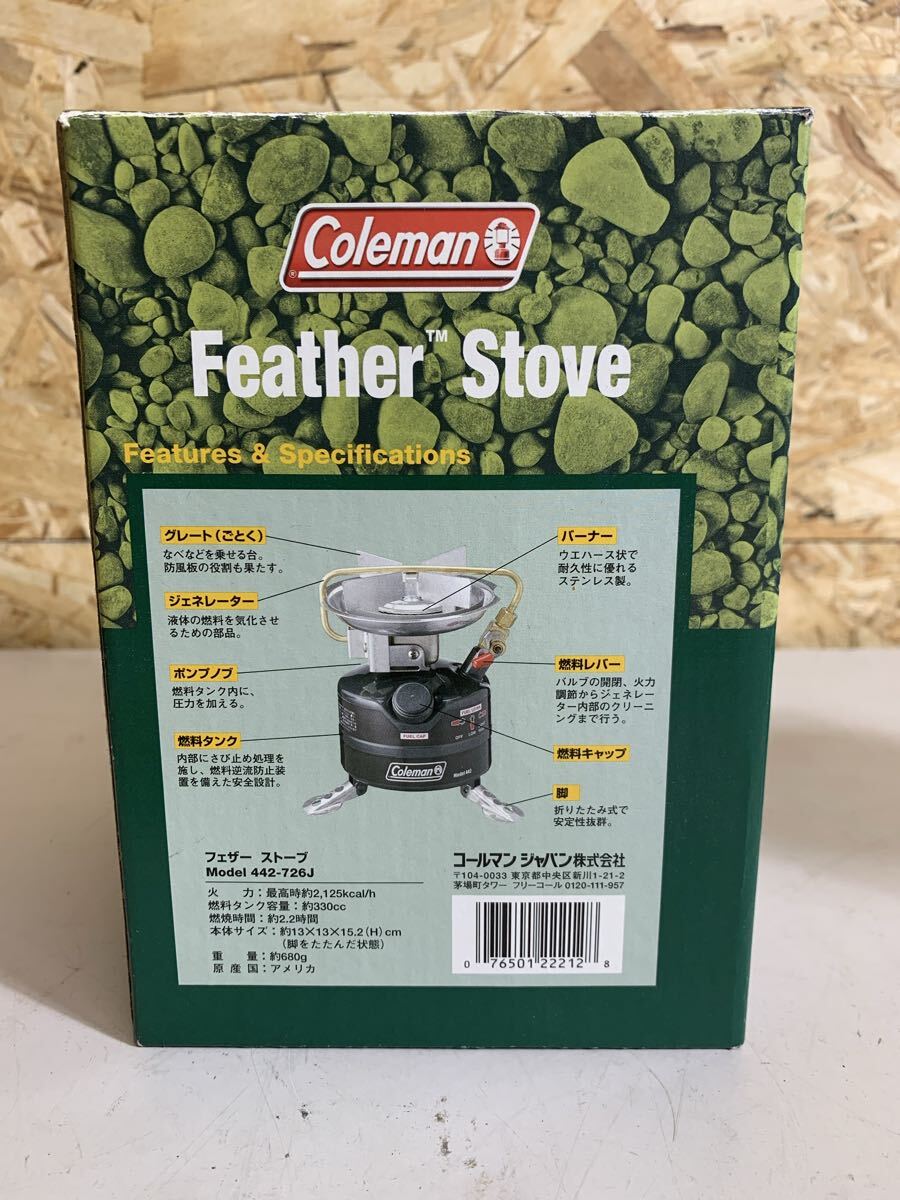 Coleman
®
Feather™ Stove
Features & Specifications
グレート(ごとく)
なべなどを乗せる台。
防風板の役割も果たす。
ジェネレーター
液体の燃料を気化させ
るための部品。
ポンプノブ
燃料タンク内に、
圧力を加える。
燃料タンク
内部にさび止め処理を
施し、燃料逆流防止装
置を備えた安全設計。
バーナー
ウエハース状で
耐久性に優れる
ステンレス製。
燃料レバー
バルブの開閉、火力
調節からジェネレー
ター内部のクリーニ
ングまで行う。
燃料キャップ
脚
折りたたみ式で
安定性抜群。
FUEL CAP
OFF LOW
Coleman
Model 442
フェザー ストーブ
Model 442-726J
火 力:最高時約2,125kcal/h
燃料タンク容量:約330cc
燃焼時間:約2.2時間
本体サイズ:約13×13×15.2(H)cm
(脚をたたんだ状態)
重 量:約680g
原 産 国:アメリカ
コールマン ジャパン株式会社
〒104-0033 東京都中央区新川1-21-2
茅場町タワー フリーコール 0120-111-957
0 76501 22212 8